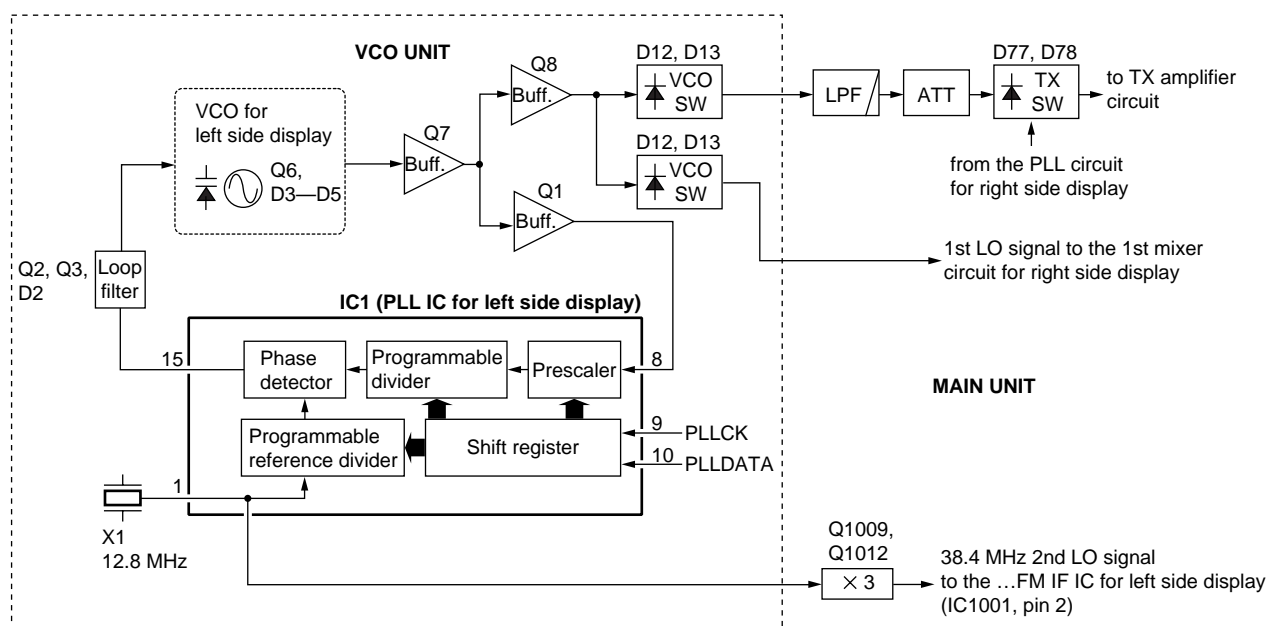 VCO UNIT
VCO for
left side display
Q6,
D3—D5
Q7
Buff.
Q8
Buff.
Q1
Buff.
D12, D13
VCO
SW
D12, D13
VCO
SW
LPF
ATT
D77, D78
TX
SW
to TX amplifier
circuit
from the PLL circuit
for right side display
1st LO signal to the 1st mixer
circuit for right side display
Q2, Q3,
D2
Loop
filter
IC1 (PLL IC for left side display)
15
Phase
detector
Programmable
divider
Prescaler
8
Programmable
reference divider
Shift register
9
PLLCK
10
PLLDATA
1
X1
12.8 MHz
MAIN UNIT
Q1009,
Q1012
× 3
38.4 MHz 2nd LO signal
to the ...FM IF IC for left side display
(IC1001, pin 2)